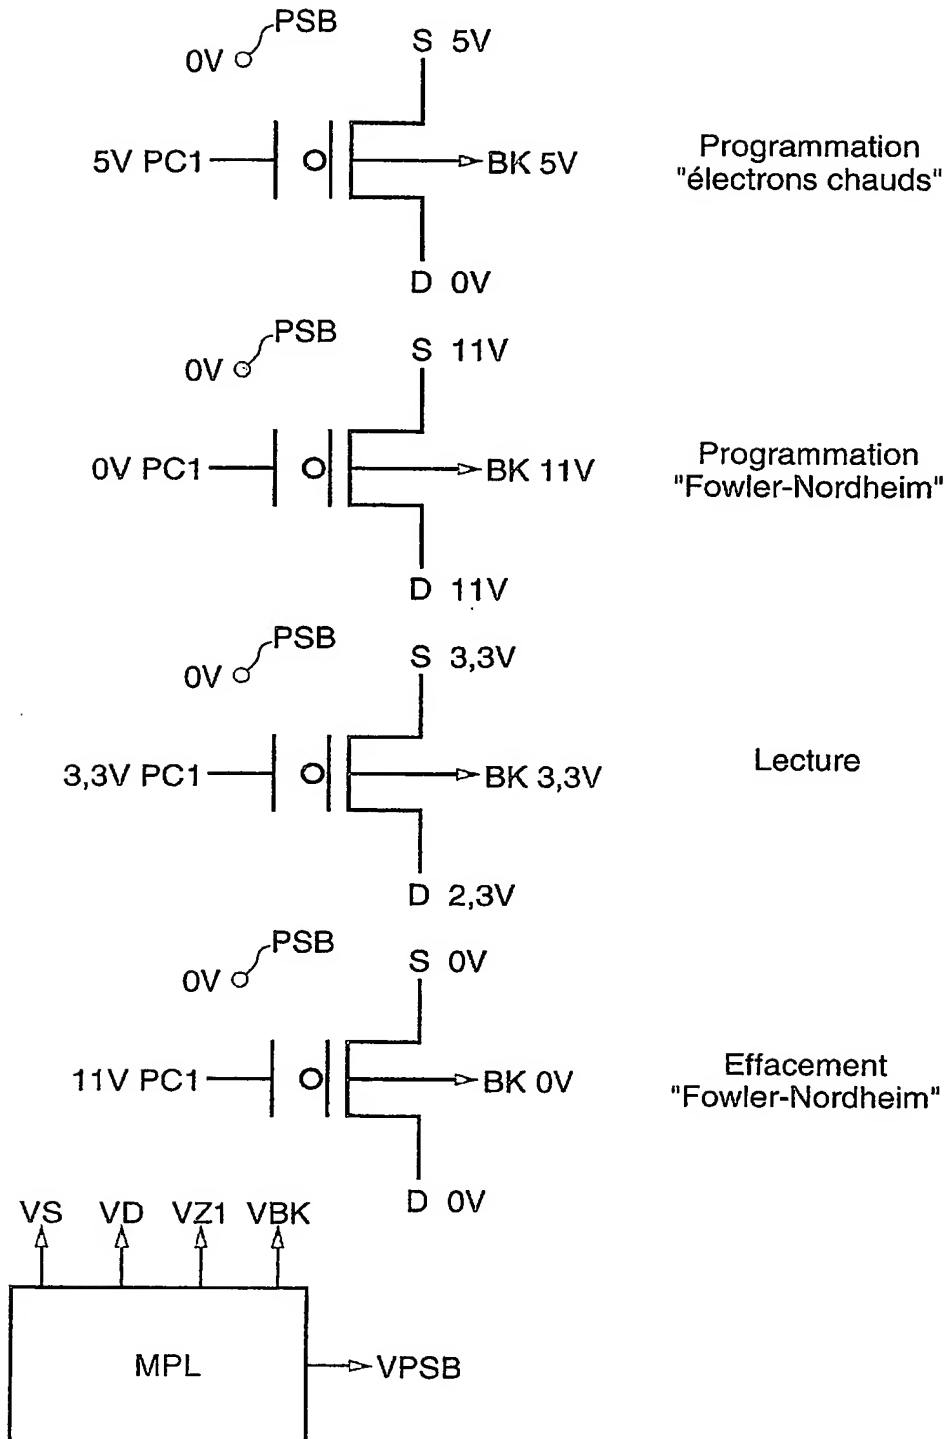 PSB
0V
S 5V
5V PC1
BK 5V
Programmation
"électrons chauds"
D 0V
PSB
0V
S 11V
0V PC1
BK 11V
Programmation
"Fowler-Nordheim"
D 11V
PSB
0V
S 3,3V
3,3V PC1
BK 3,3V
Lecture
D 2,3V
PSB
0V
S 0V
11V PC1
BK 0V
Effacement
"Fowler-Nordheim"
D 0V
VS VD VZ1 VBK
MPL
VPSB